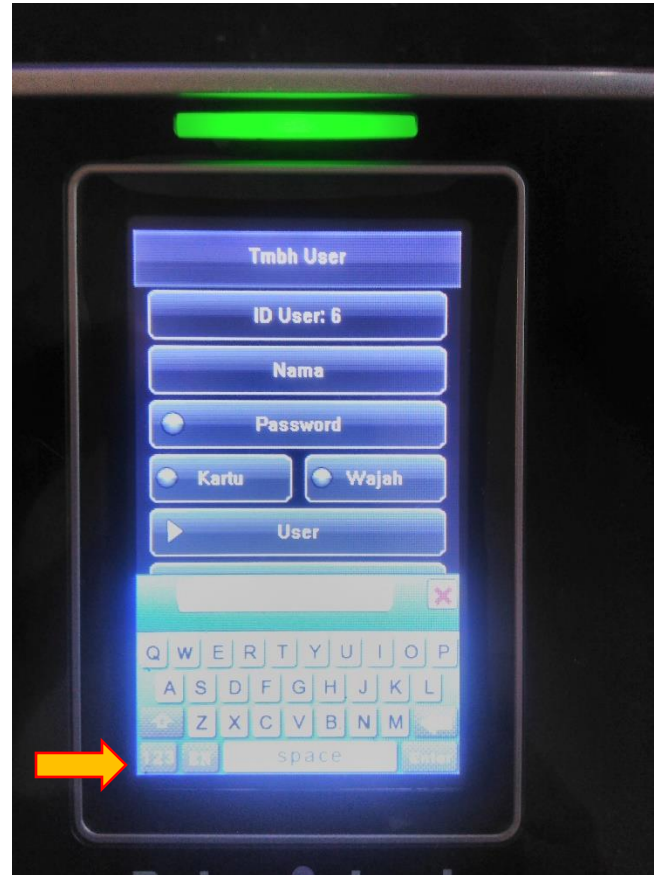 Tmbh User
ID User: 6
Nama
Password
Kartu Wajah
User
Q W E R T Y U I O P
A S D F G H J K L
Z X C V B N M
123 EN space Enter